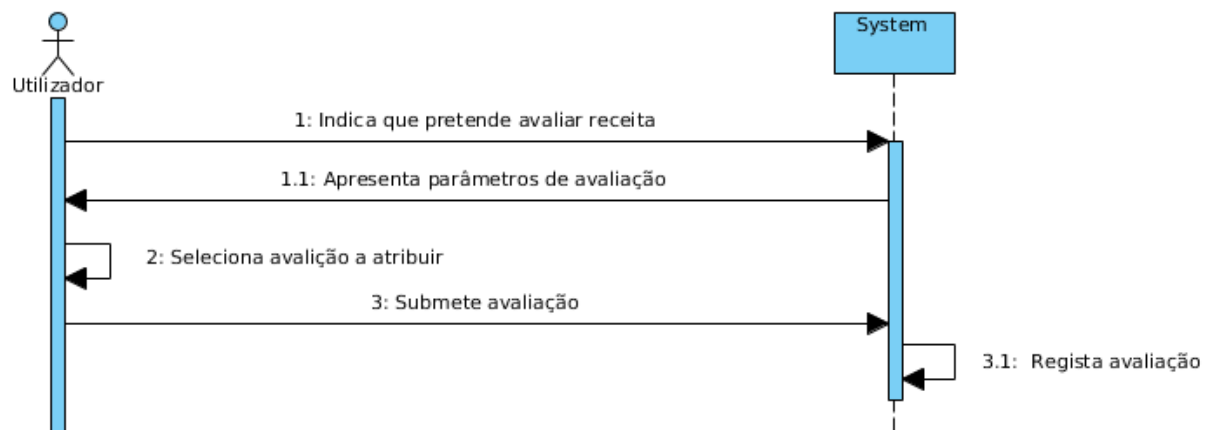 System
Utilizador
1: Indica que pretende avaliar receita
1.1: Apresenta parâmetros de avaliação
2: Seleciona avalição a atribuir
3: Submete avaliação
3.1: Regista avaliação